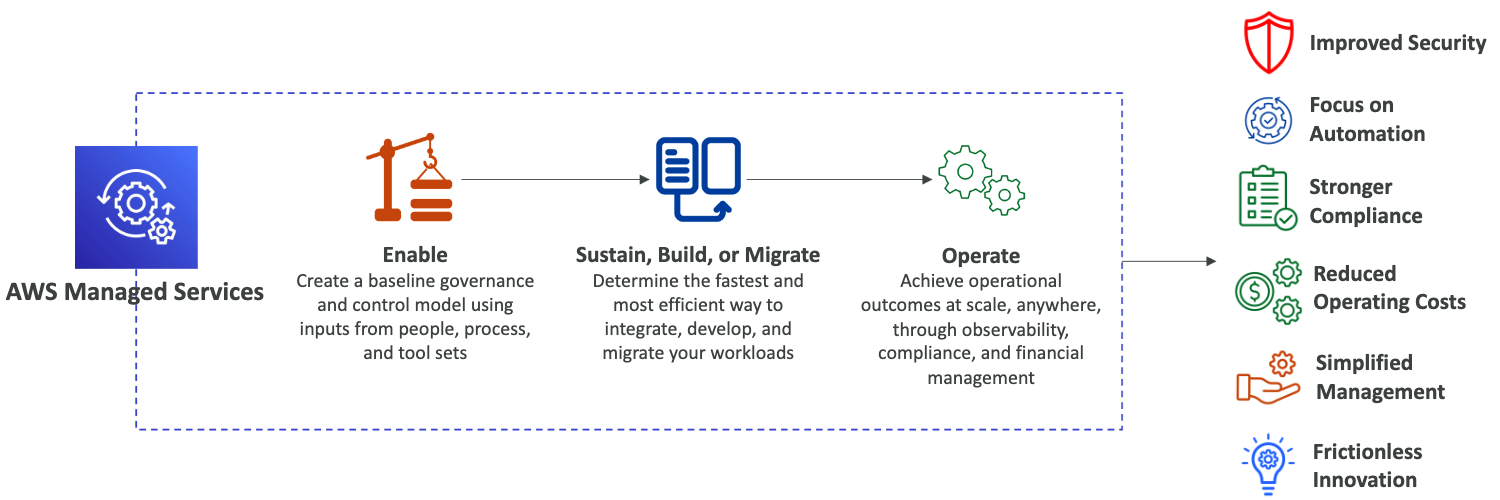 AWS Managed Services
Enable
Create a baseline governance
and control model using
inputs from people, process,
and tool sets
Sustain, Build, or Migrate
Determine the fastest and
most efficient way to
integrate, develop, and
migrate your workloads
Operate
Achieve operational
outcomes at scale, anywhere,
through observability,
compliance, and financial
management
Improved Security
Focus on
Automation
Stronger
Compliance
$
Reduced
Operating Costs
Simplified
Management
Frictionless
Innovation